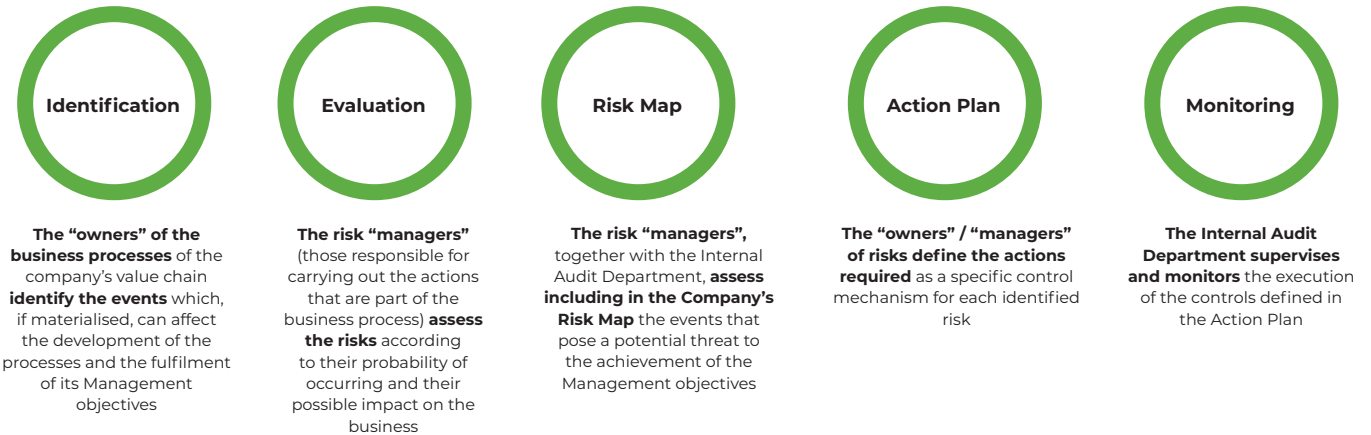 Identification
The “owners” of the
business processes of the
company’s value chain
identify the events which,
if materialised, can affect
the development of the
processes and the fulfilment
of its Management
objectives
Evaluation
The risk “managers”
(those responsible for
carrying out the actions
that are part of the
business process) assess
the risks according
to their probability of
occurring and their
possible impact on the
business
Risk Map
The risk “managers”,
together with the Internal
Audit Department, assess
including in the Company’s
Risk Map the events that
pose a potential threat to
the achievement of the
Management objectives
Action Plan
The “owners” / “managers”
of risks define the actions
required as a specific control
mechanism for each identified
risk
Monitoring
The Internal Audit
Department supervises
and monitors the execution
of the controls defined in
the Action Plan